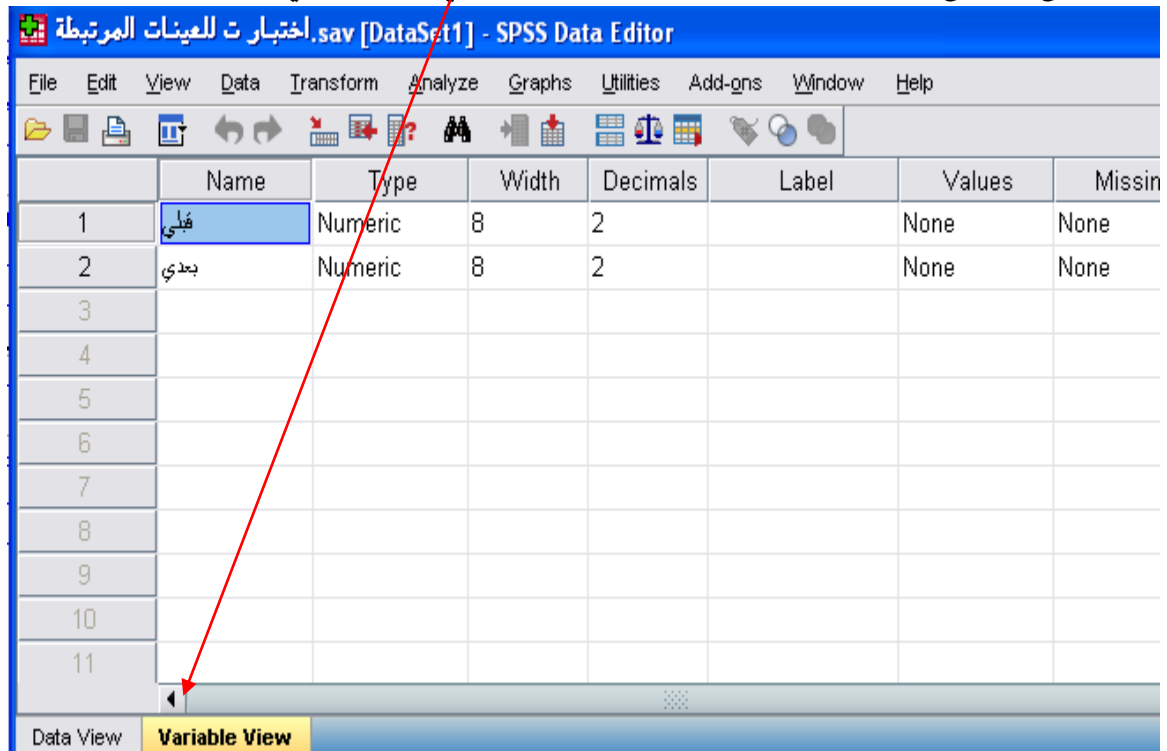 اختبار ت للعينات المرتبطة.sav [DataSet1] - SPSS Data Editor
File Edit View Data Transform Analyze Graphs Utilities Add-ons Window Help
Name Type Width Decimals Label Values Missin
1 قبلي Numeric 8 2 None None
2 بعدي Numeric 8 2 None None
3
4
5
6
7
8
9
10
11
Data View Variable View